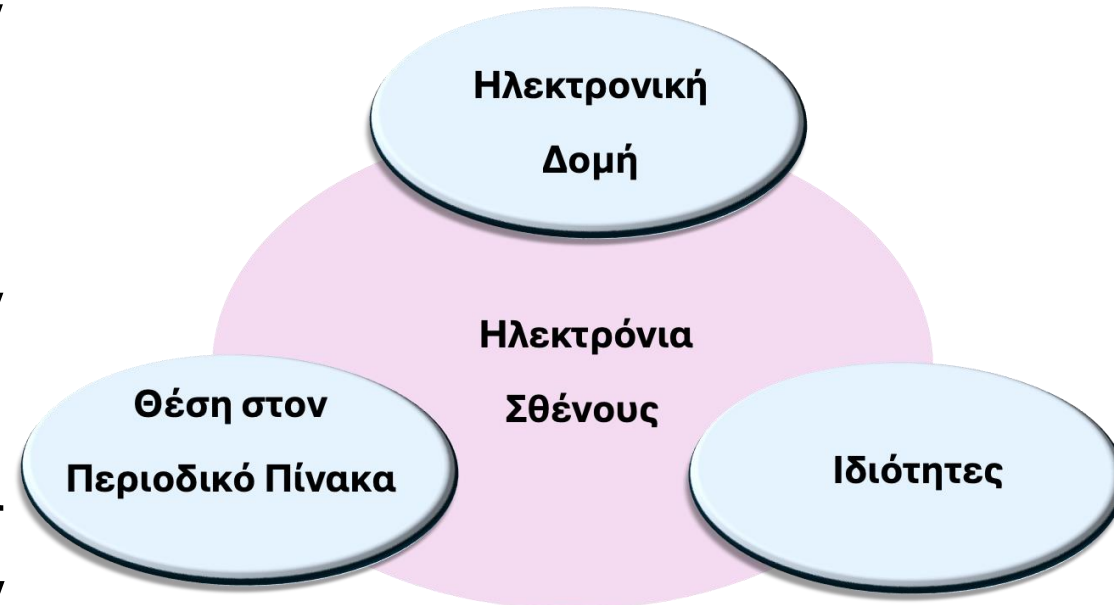 Ηλεκτρονική
Δομή
Ηλεκτρόνια
Σθένους
Θέση στον
Περιοδικό Πίνακα
Ιδιότητες